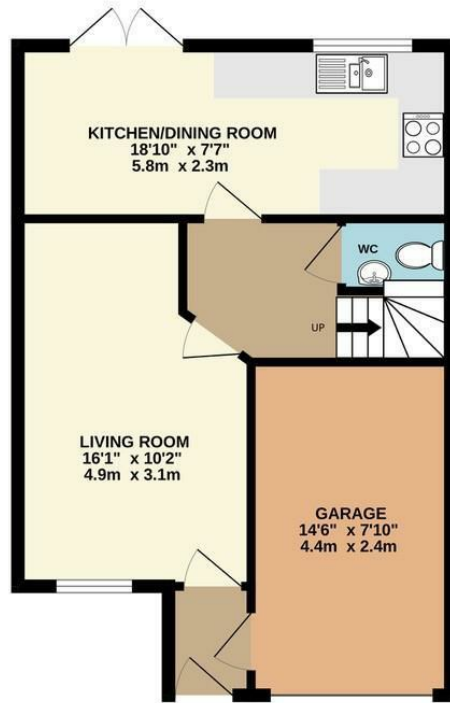 KITCHEN/DINING ROOM
18'10" x 7'7"
5.8m x 2.3m
WC
UP
LIVING ROOM
16'1" x 10'2"
4.9m x 3.1m
GARAGE
14'6" x 7'10"
4.4m x 2.4m